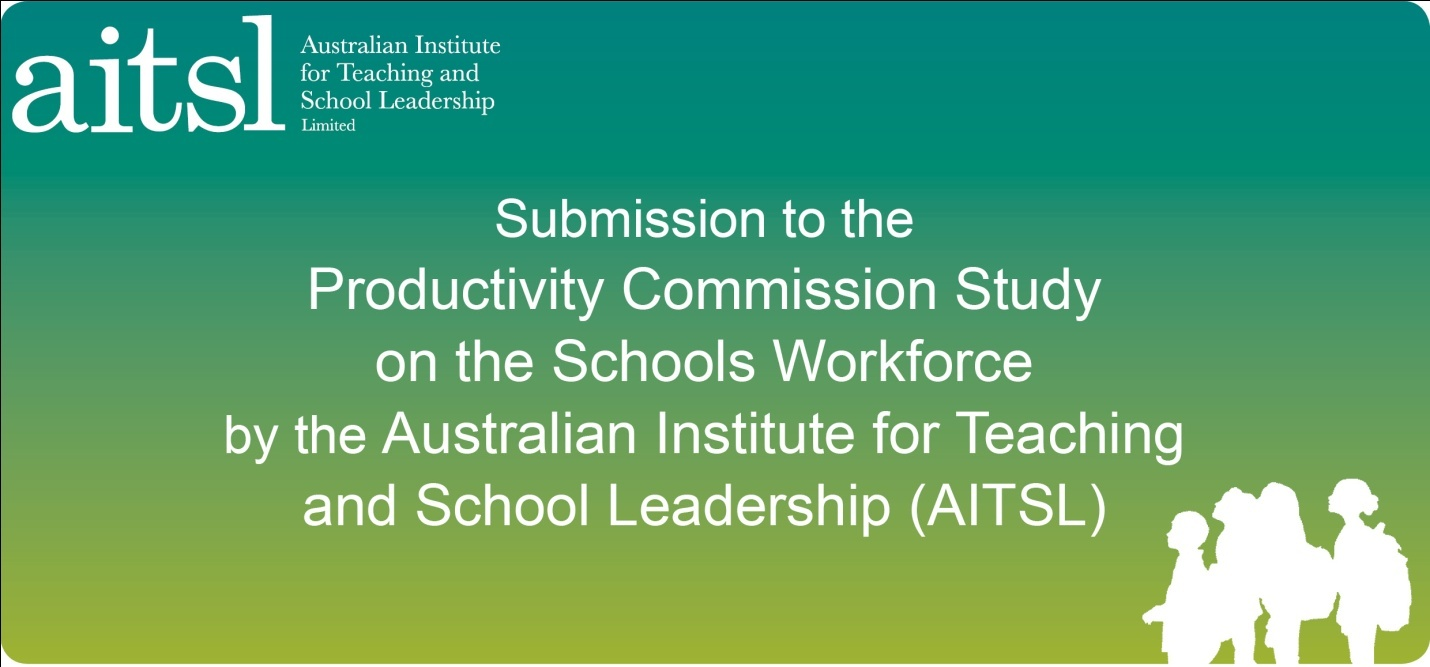 aitsl
Australian Institute
for Teaching and
School Leadership
Limited
Submission to the
Productivity Commission Study
on the Schools Workforce
by the Australian Institute for Teaching
and School Leadership (AITSL)